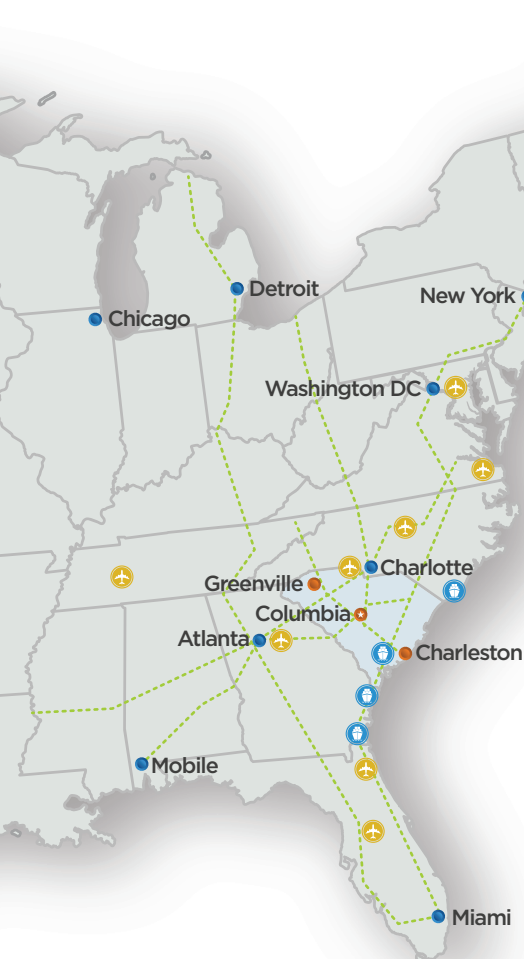 Detroit
New York
Chicago
Washington DC
Charlotte
Greenville
Columbia
Atlanta
Charleston
Mobile
Miami